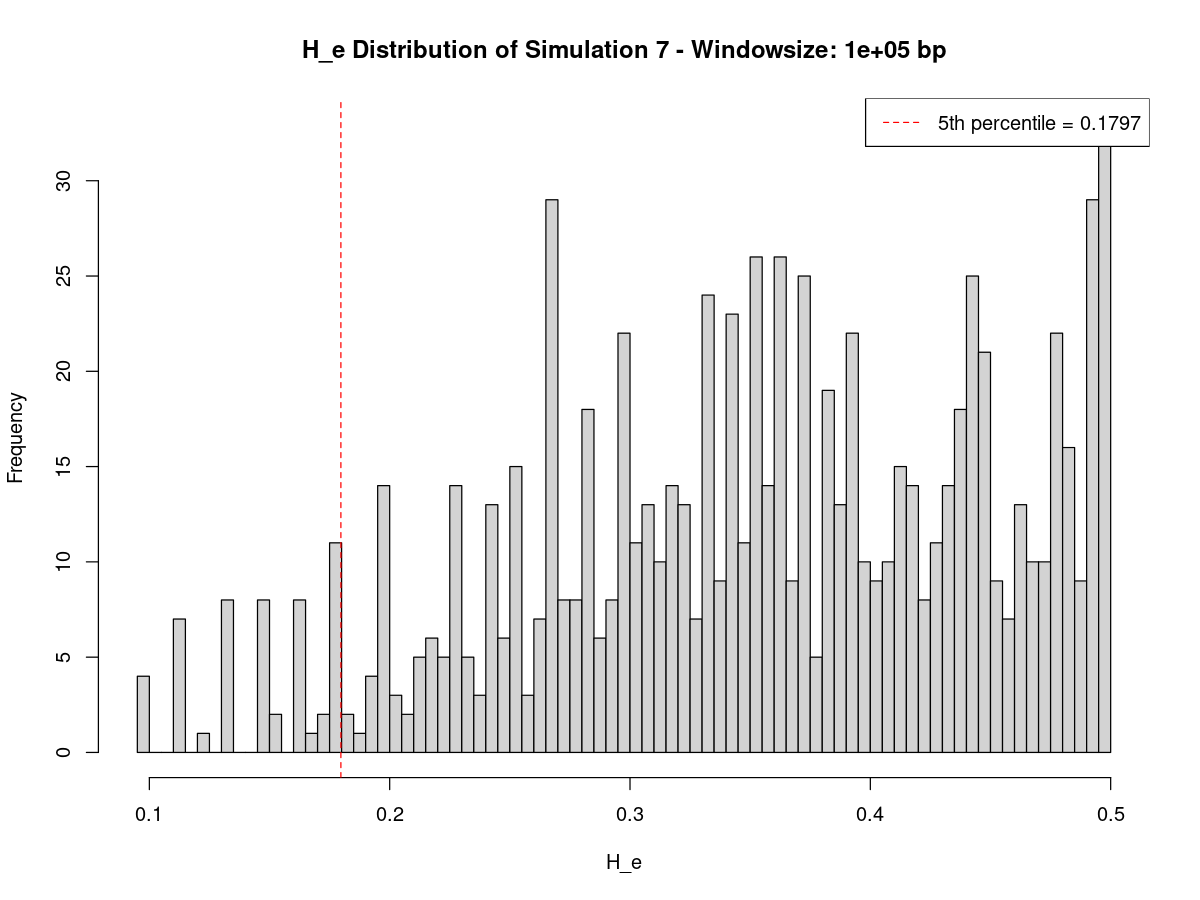 H_e Distribution of Simulation 7 - Windowsize: 1e+05 bp
5th percentile = 0.1797
Frequency
30
25
20
15
10
5
0
0.1 0.2 0.3 0.4 0.5
H_e